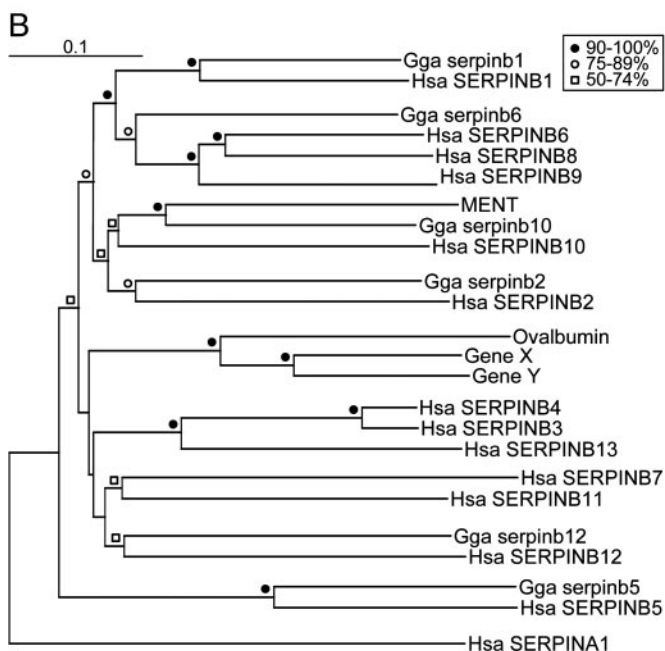 B
0.1
90-100%
75-89%
50-74%
Gga serpinb1
Hsa SERPINB1
Gga serpinb6
Hsa SERPINB6
Hsa SERPINB8
Hsa SERPINB9
MENT
Gga serpinb10
Hsa SERPINB10
Gga serpinb2
Hsa SERPINB2
Ovalbumin
Gene X
Gene Y
Hsa SERPINB4
Hsa SERPINB3
Hsa SERPINB13
Hsa SERPINB7
Hsa SERPINB11
Gga serpinb12
Hsa SERPINB12
Gga serpinb5
Hsa SERPINB5
Hsa SERPINA1